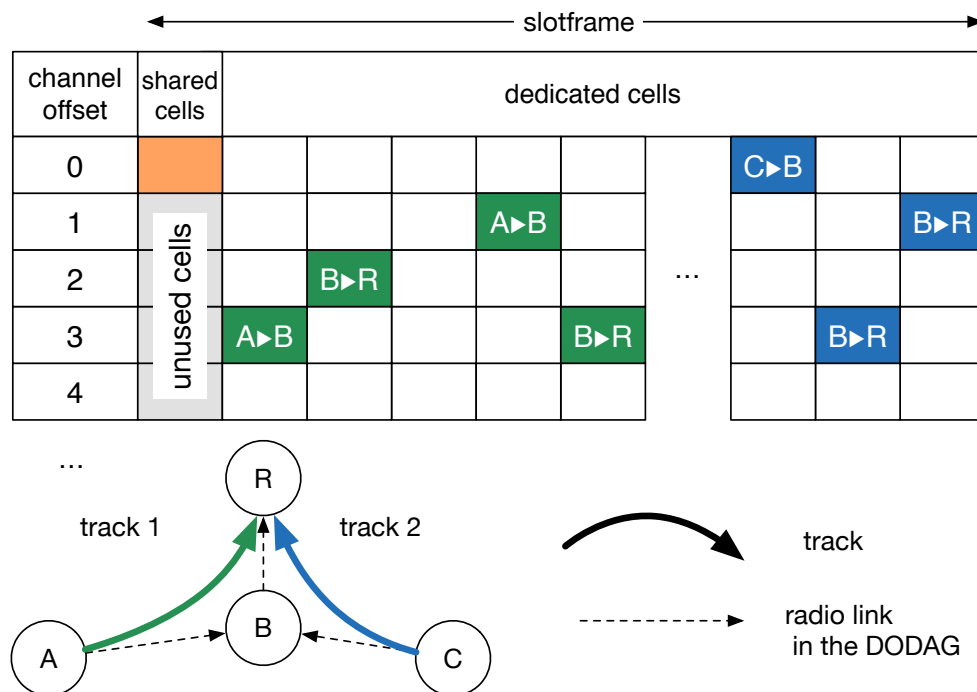 slotframe
channel
offset
shared
cells
dedicated cells
0
C▶B
1
unused cells
A▶B
B▶R
2
B▶R
...
3
A▶B
B▶R
B▶R
4
...
R
track 1
track 2
track
B
radio link
in the DODAG
A
C